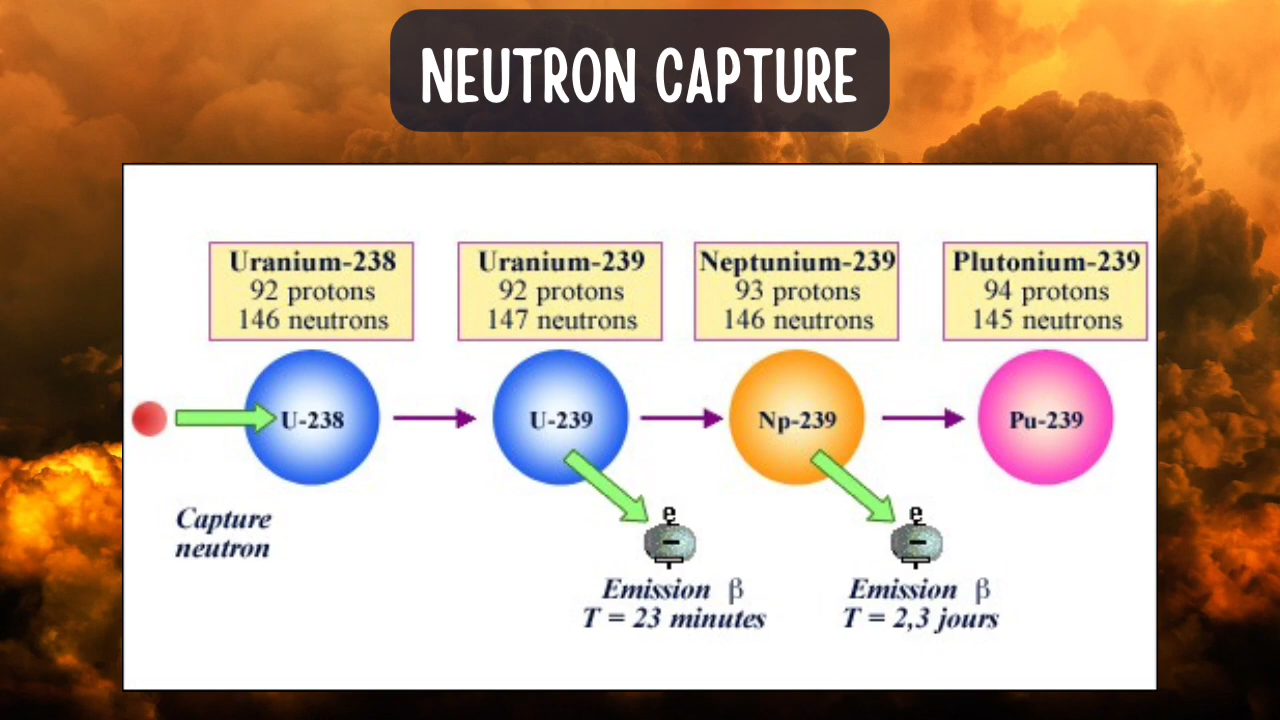 NEUTRON CAPTURE
Uranium-238
92 protons
146 neutrons
Uranium-239
92 protons
147 neutrons
Neptunium-239
93 protons
146 neutrons
Plutonium-239
94 protons
145 neutrons
U-238
U-239
Np-239
Pu-239
Capture
neutron
e
−
Emission β
T = 23 minutes
e
−
Emission β
T = 2,3 jours